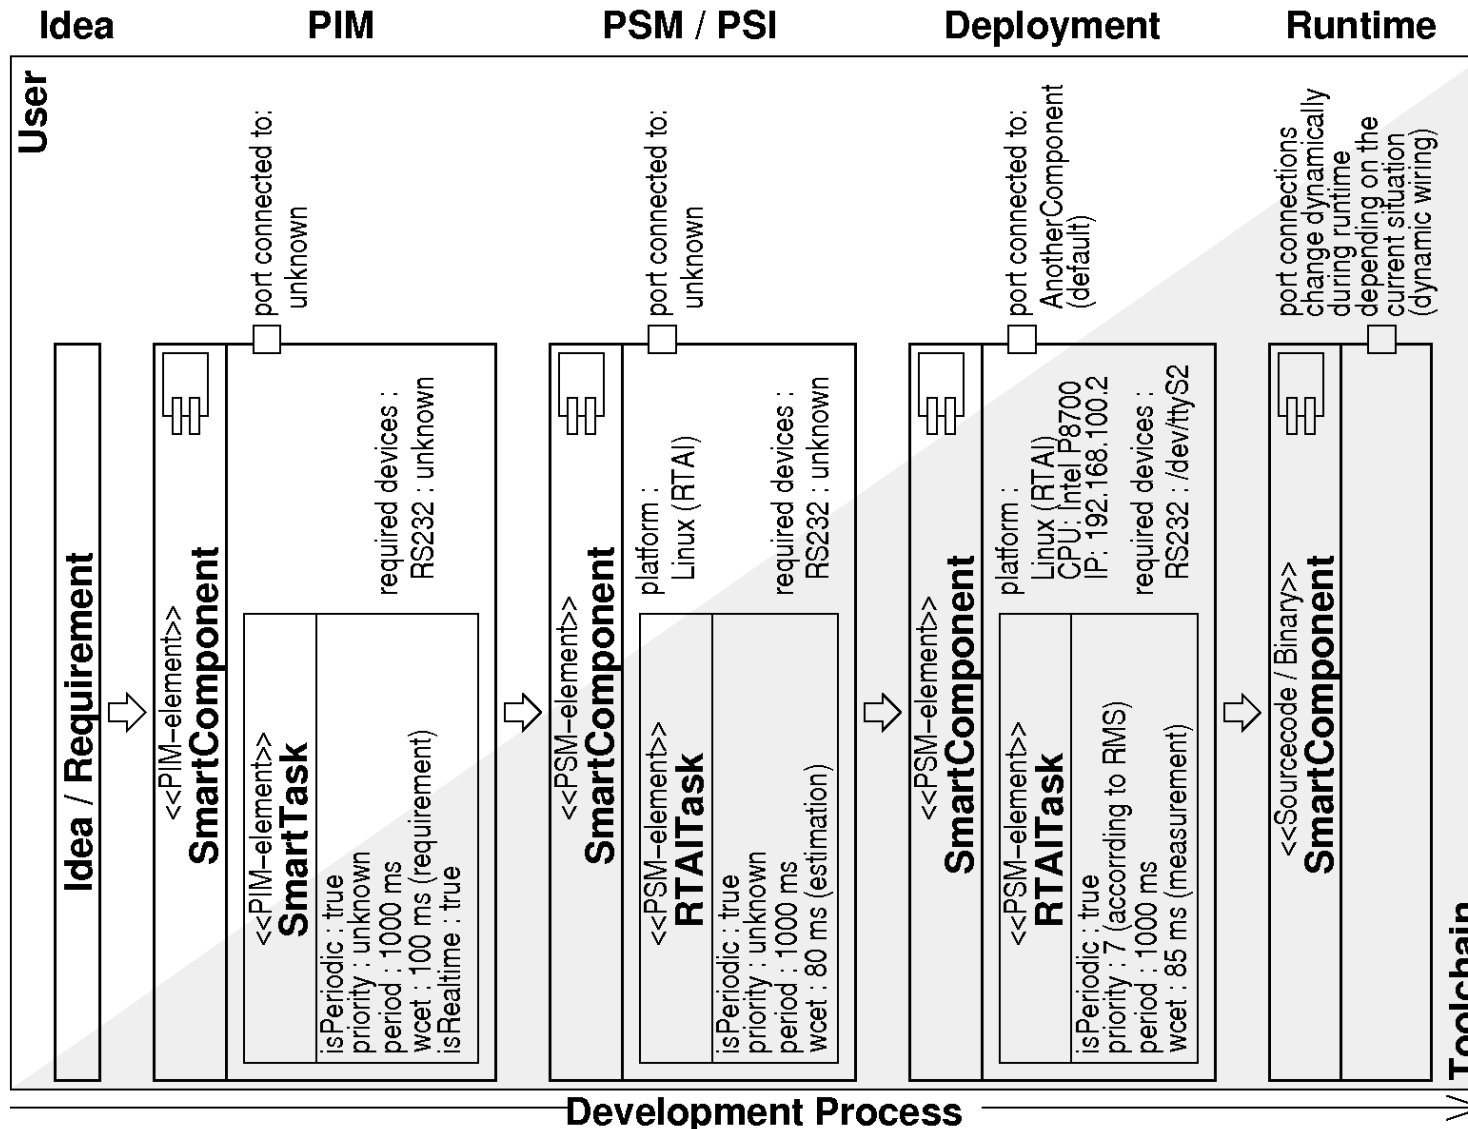 Idea
PIM
PSM / PSI
Deployment
Runtime
User
Idea / Requirement
<<PIM-element>>
SmartComponent
<<PIM-element>>
SmartTask
isPeriodic : true
priority : unknown
period : 1000 ms
wcet : 100 ms (requirement)
isRealtime : true
required devices :
RS232 : unknown
port connected to:
unknown
<<PSM-element>>
SmartComponent
<<PSM-element>>
RTAITask
isPeriodic : true
priority : unknown
period : 1000 ms
wcet : 80 ms (estimation)
platform :
Linux (RTAI)
required devices :
RS232 : unknown
port connected to:
unknown
<<PSM-element>>
SmartComponent
<<PSM-element>>
RTAITask
isPeriodic : true
priority : 7 (accorrding to RMS)
period : 1000 ms
wcet : 85 ms (measurement)
platform :
Linux (RTAI)
CPU: Intel P8700
IP: 192.168.100.2
required devices :
RS232 : /dev/ttyS2
port connected to:
AnotherComponent
(default)
<<Sourcecode / Binary>>
SmartComponent
port connections
change dynamically
during runtime
depending on the
current situation
(dynamic wiring)
Toolchain
Development Process